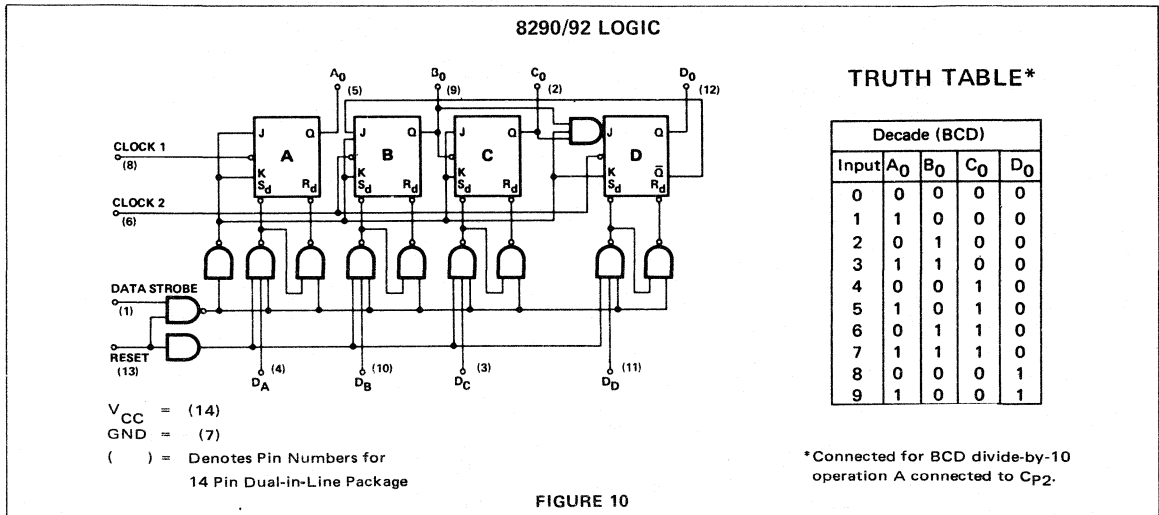 8290/92 LOGIC
A0 (5) B0 (9) C0 (2) D0 (12)
J Q J Q J Q Q
CLOCK 1
(8)
A B C D
K K K K Q̅
Sd Rd Sd Rd Sd Rd Rd
CLOCK 2
(6)
DATA STROBE
(1)
RESET
(13)
DA (4) DB (10) DC (3) DD (11)
VCC = (14)
GND = (7)
( ) = Denotes Pin Numbers for
14 Pin Dual-in-Line Package
FIGURE 10
TRUTH TABLE*
Decade (BCD)
Input A0 B0 C0 D0
0 0 0 0 0
1 1 0 0 0
2 0 1 0 0
3 1 1 0 0
4 0 0 1 0
5 1 0 1 0
6 0 1 1 0
7 1 1 1 0
8 0 0 0 1
9 1 0 0 1
*Connected for BCD divide-by-10
operation A connected to CP2.